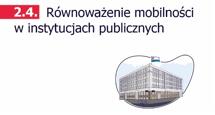 2.4. Równoważenie mobilności
w instytucjach publicznych